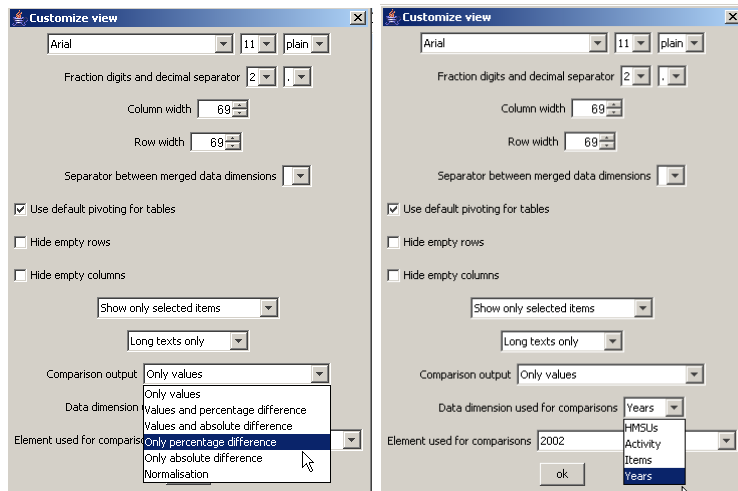 Customize view
Arial 11 plain
Fraction digits and decimal separator 2 .
Column width 69
Row width 69
Separator between merged data dimensions
Use default pivoting for tables
Hide empty rows
Hide empty columns
Show only selected items
Long texts only
Comparison output Only values
Only values
Data dimension
Values and percentage difference
Values and absolute difference
Element used for Only percentage difference
Only absolute difference
Normalisation
Customize view
Arial 11 plain
Fraction digits and decimal separator 2 .
Column width 69
Row width 69
Separator between merged data dimensions
Use default pivoting for tables
Hide empty rows
Hide empty columns
Show only selected items
Long texts only
Comparison output Only values
Data dimension used for comparisons Years
HMSUs
Element used for comparisons 2002
Activity
Items
ok Years